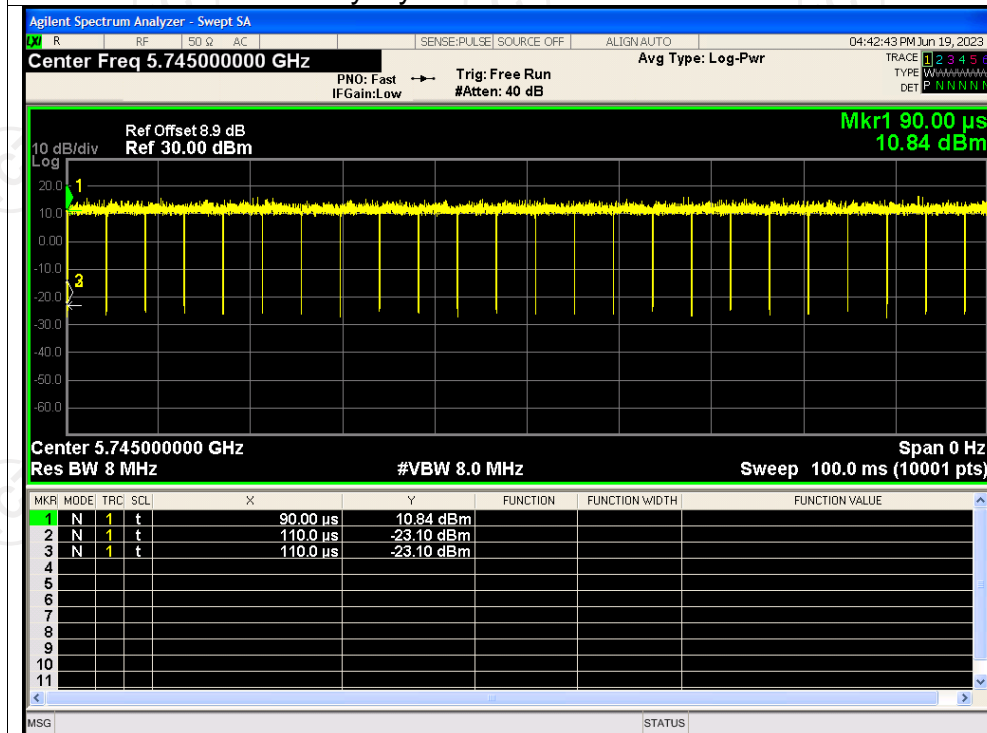 Agilent Spectrum Analyzer - Swept SA
LXI R RF 50 Ω AC SENSE:PULSE SOURCE OFF ALIGN AUTO 04:42:43 PM Jun 19, 2023
Center Freq 5.745000000 GHz
PNO: Fast
IFGain:Low
Trig: Free Run
#Atten: 40 dB
Avg Type: Log-Pwr
TRACE 1 2 3 4 5
TYPE W
DET P N N N N
Mkr1 90.00 µs
10.84 dBm
Ref Offset 8.9 dB
10 dB/div Ref 30.00 dBm
Log
1
20.0
10.0
0.00
-10.0
3
-20.0
-30.0
-40.0
-50.0
-60.0
Center 5.745000000 GHz Span 0 Hz
Res BW 8 MHz #VBW 8.0 MHz Sweep 100.0 ms (10001 pts)
MKR MODE TRC SCL X Y FUNCTION FUNCTION WIDTH FUNCTION VALUE
1 N 1 t 90.00 µs 10.84 dBm
2 N 1 t 110.0 µs -23.10 dBm
3 N 1 t 110.0 µs -23.10 dBm
4
5
6
7
8
9
10
11
MSG STATUS